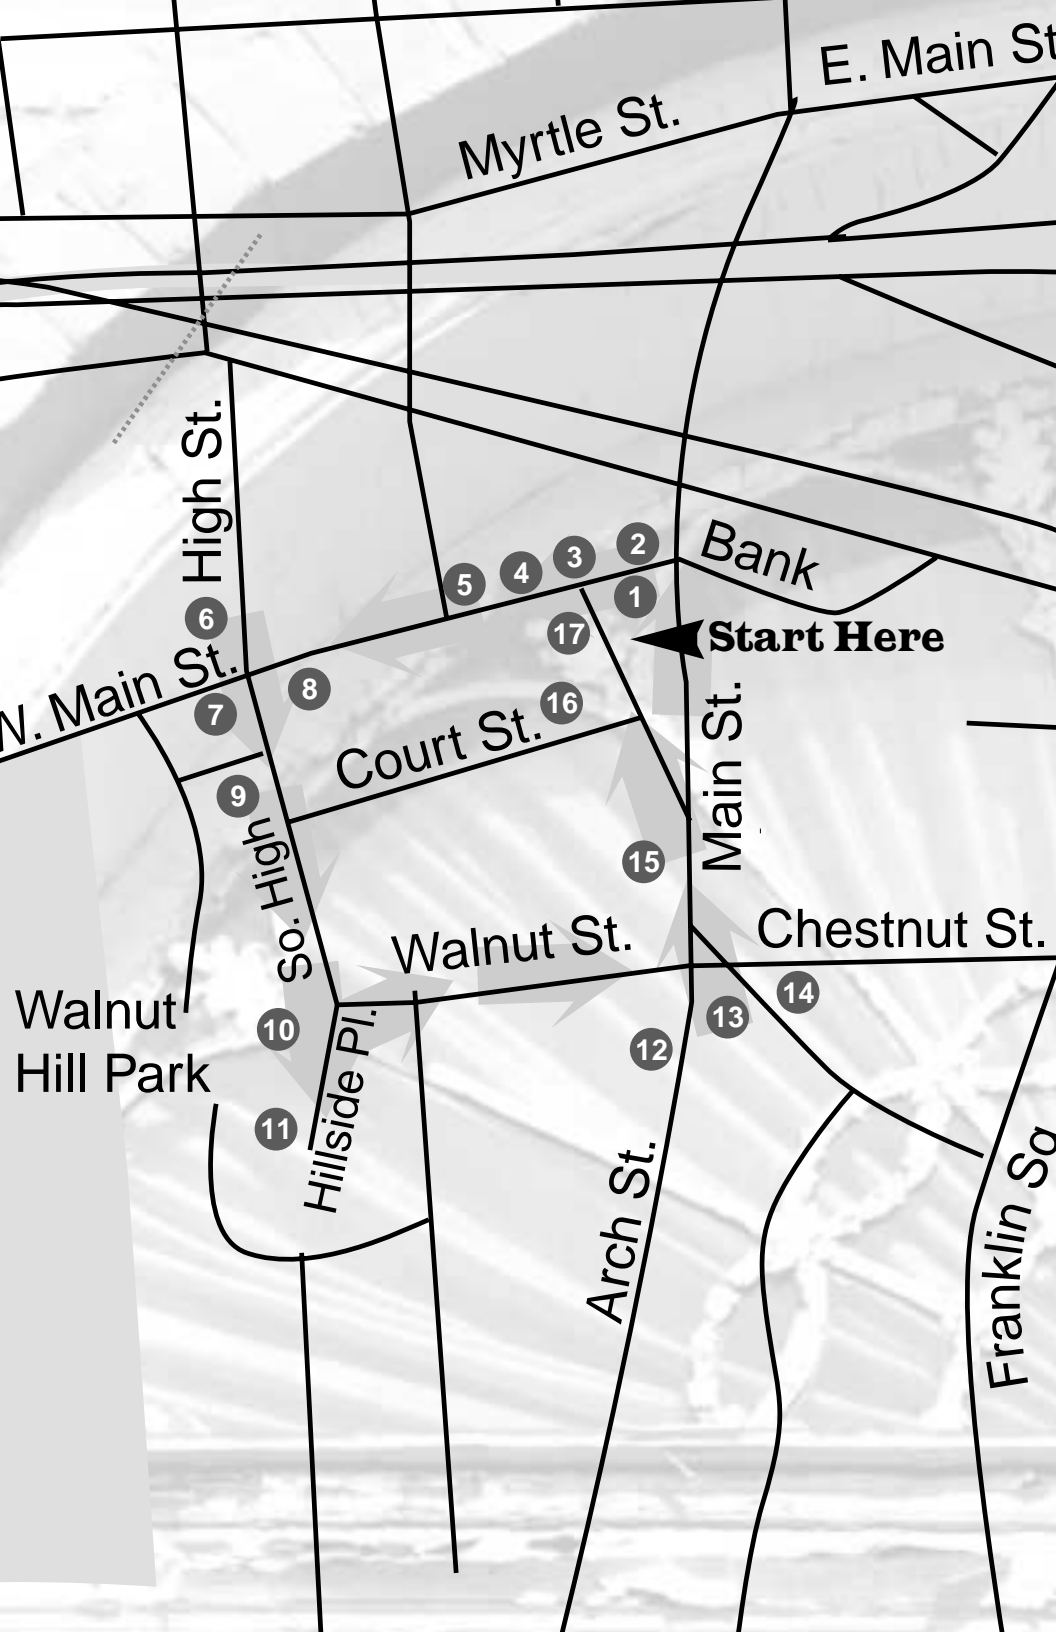 E. Main St
Myrtle St.
High St.
Bank
2
3
4
5
1
6
17
Start Here
W. Main St.
8
16
7
Court St.
Main St.
9
So. High
15
Walnut St.
Chestnut St.
Walnut
Hill Park
10
14
13
12
Hillside Pl.
11
Arch St.
Franklin Sq